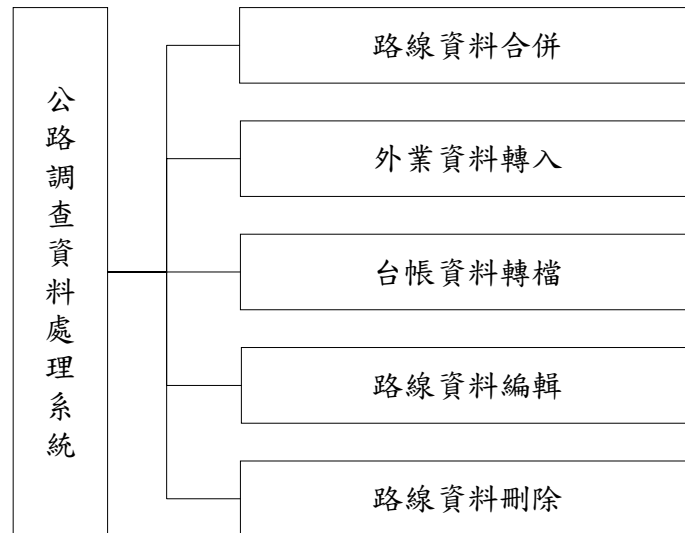 公路調查資料處理系統
路線資料合併
外業資料轉入
台帳資料轉檔
路線資料編輯
路線資料刪除